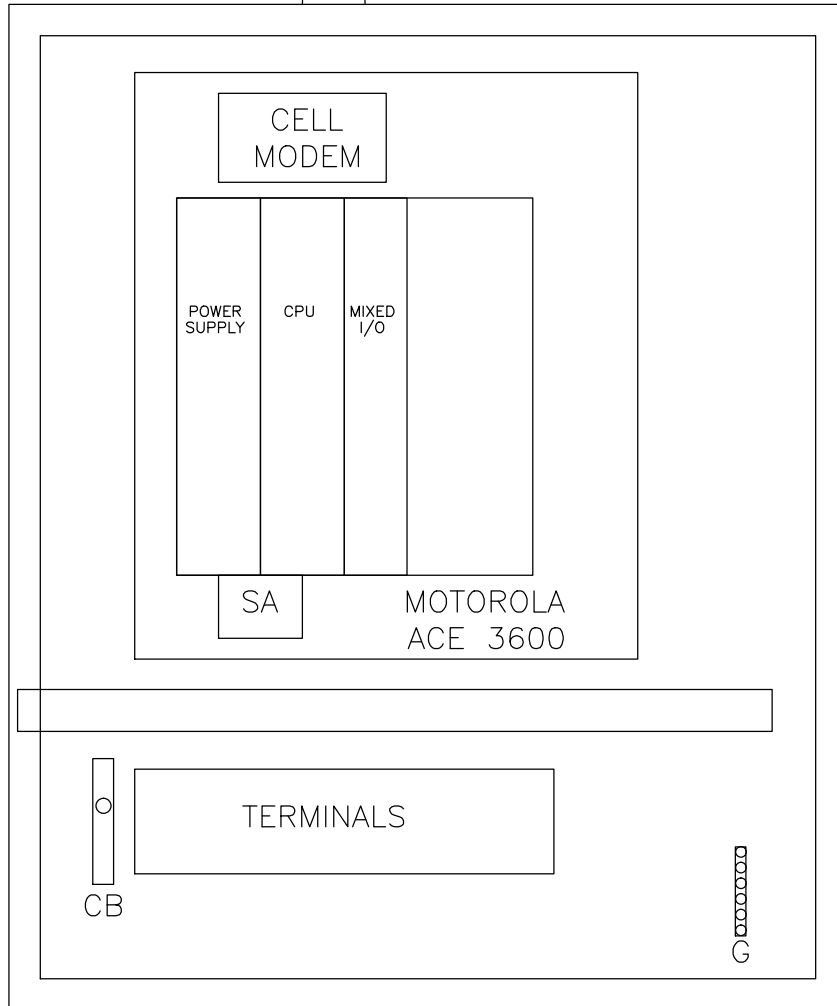 CELL
MODEM
POWER
SUPPLY
CPU
MIXED
I/O
SA
MOTOROLA
ACE 3600
TERMINALS
CB
G